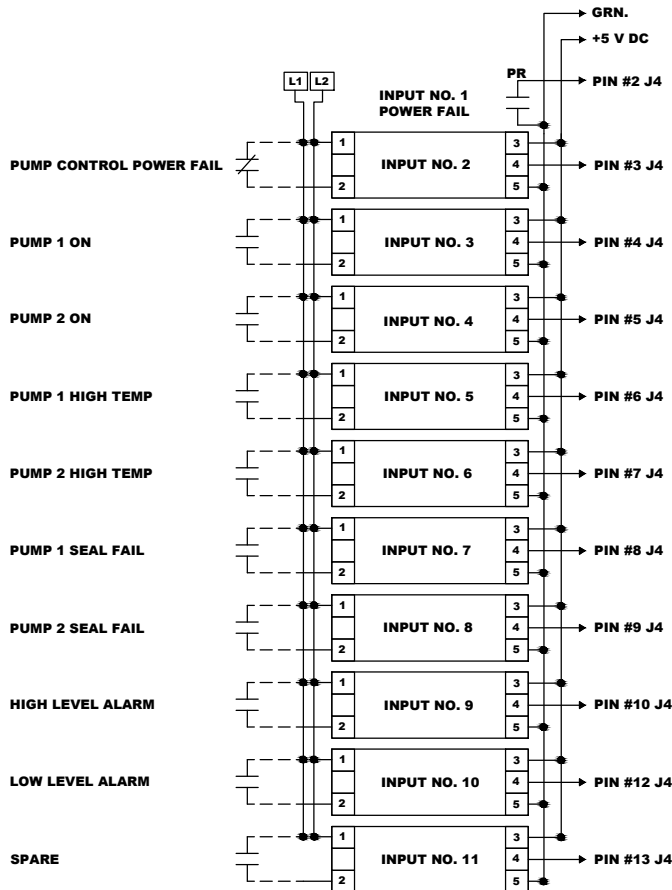 GRN.
+5 V DC
L1 L2
PR
PIN #2 J4
INPUT NO. 1
POWER FAIL
1 3
PUMP CONTROL POWER FAIL INPUT NO. 2 4 PIN #3 J4
2 5
1 3
PUMP 1 ON INPUT NO. 3 4 PIN #4 J4
2 5
1 3
PUMP 2 ON INPUT NO. 4 4 PIN #5 J4
2 5
1 3
PUMP 1 HIGH TEMP INPUT NO. 5 4 PIN #6 J4
2 5
1 3
PUMP 2 HIGH TEMP INPUT NO. 6 4 PIN #7 J4
2 5
1 3
PUMP 1 SEAL FAIL INPUT NO. 7 4 PIN #8 J4
2 5
1 3
PUMP 2 SEAL FAIL INPUT NO. 8 4 PIN #9 J4
2 5
1 3
HIGH LEVEL ALARM INPUT NO. 9 4 PIN #10 J4
2 5
1 3
LOW LEVEL ALARM INPUT NO. 10 4 PIN #12 J4
2 5
1 3
SPARE INPUT NO. 11 4 PIN #13 J4
2 5